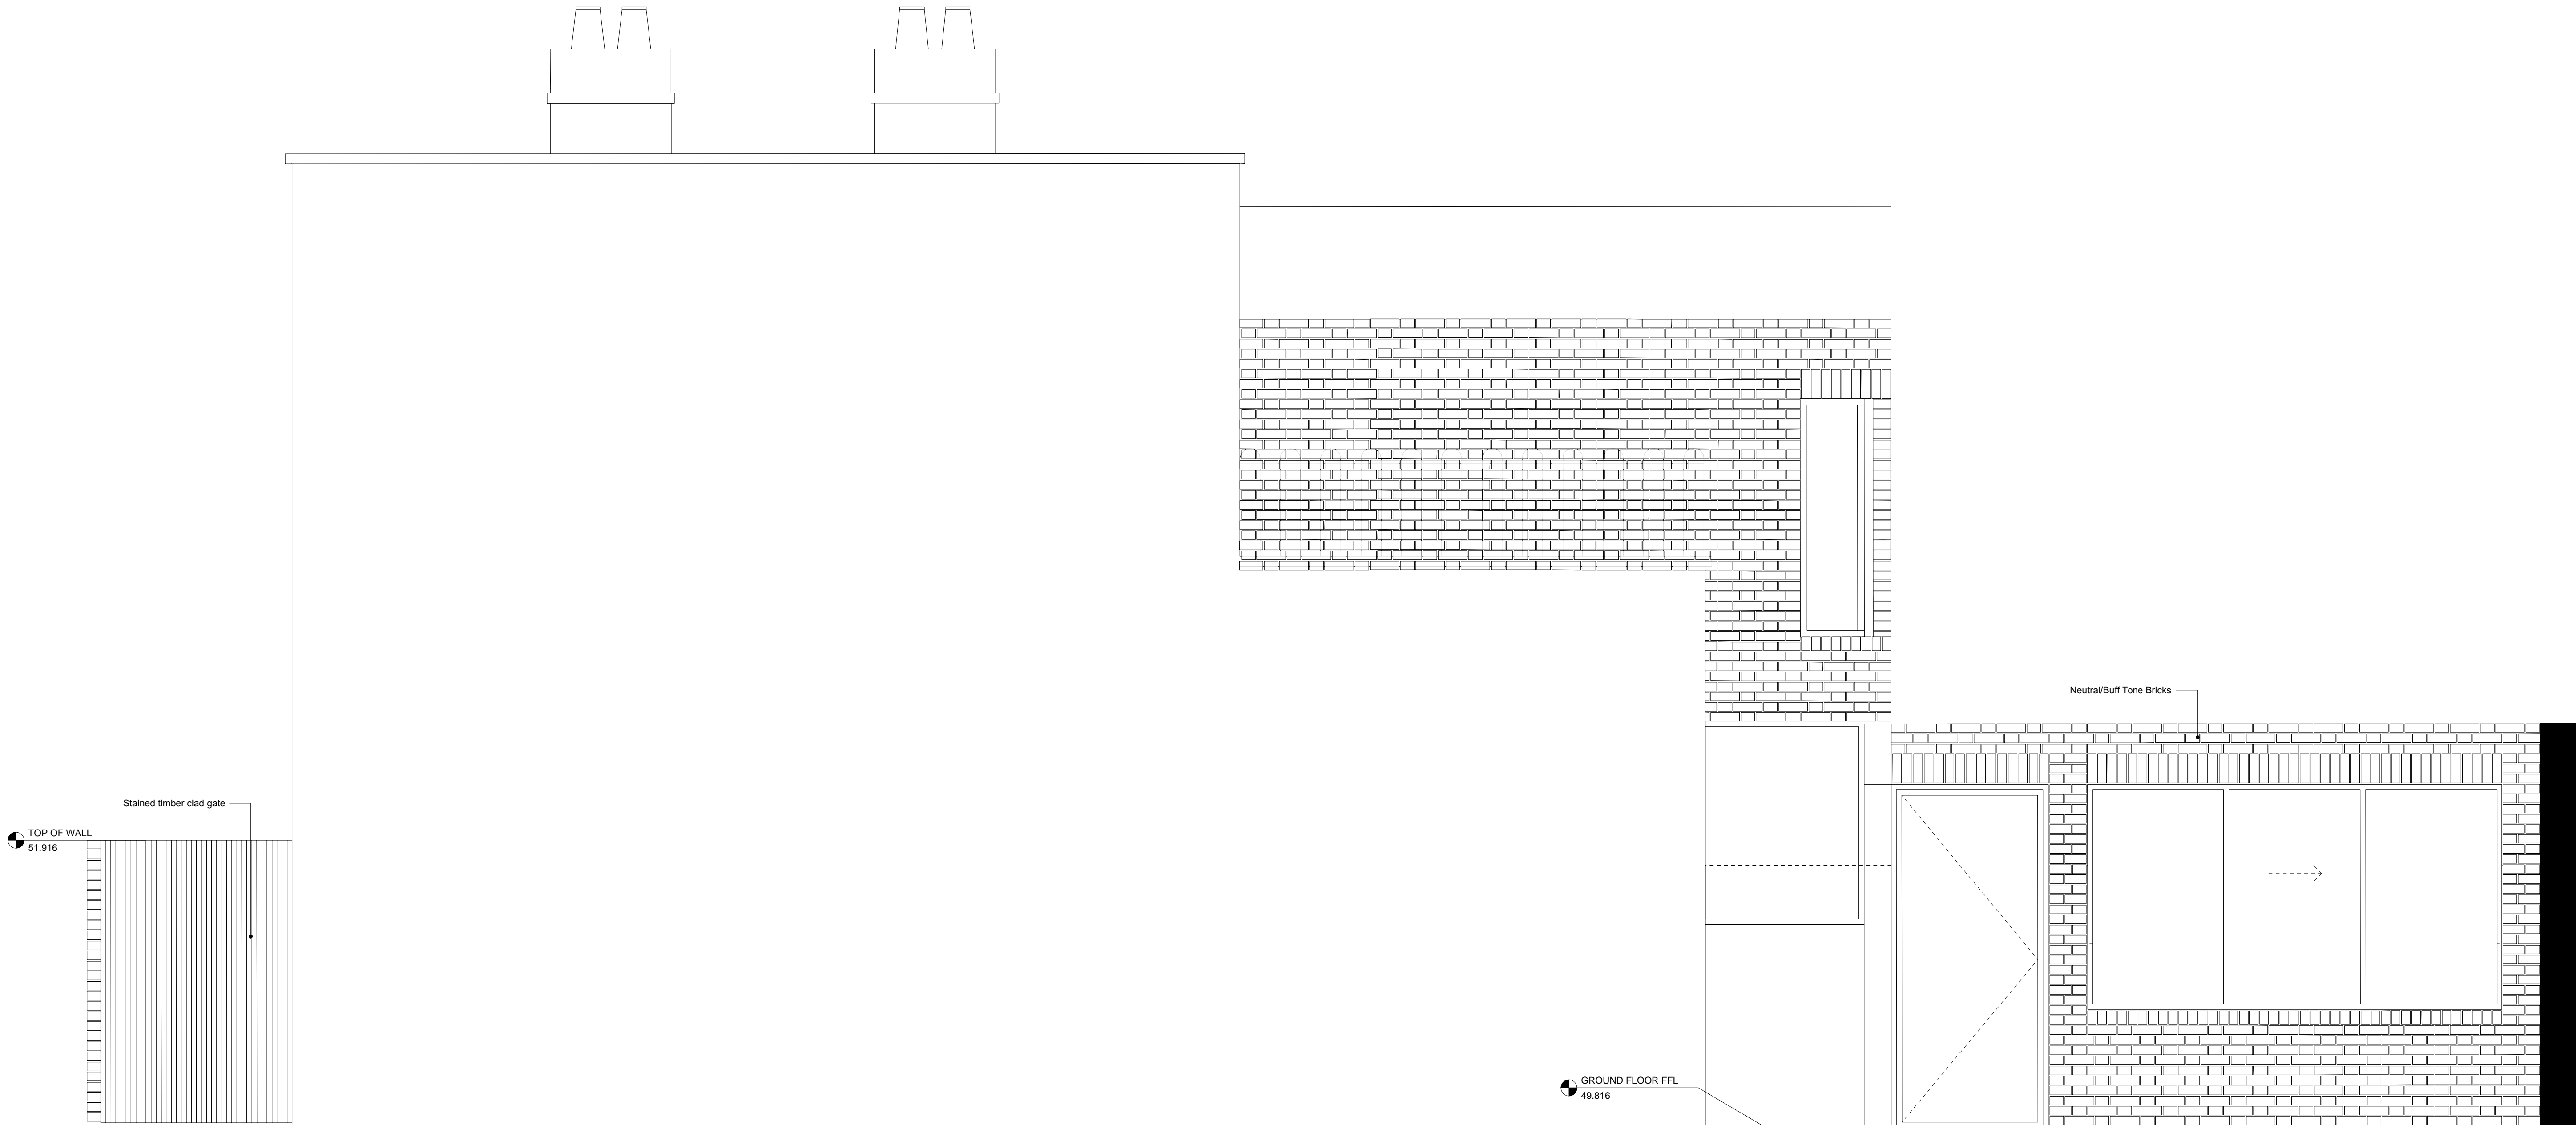 Neutral/Buff Tone Bricks
Stained timber clad gate
TOP OF WALL
51.916
GROUND FLOOR FFL
49.816